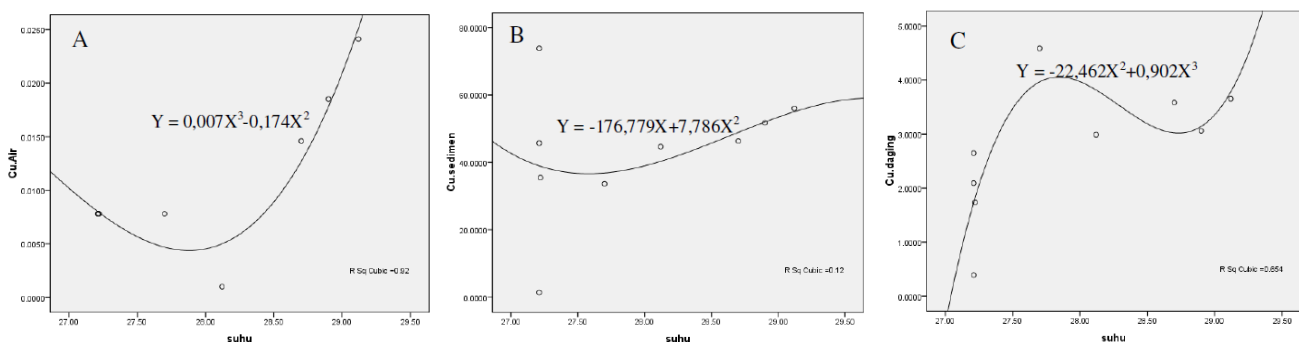 A
Y = 0,007X³-0,174X²
R Sq Cubic =0.92
Cu.Air
0.0250
0.0200
0.0150
0.0100
0.0050
0.0000
27.00 27.50 28.00 28.50 29.00 29.50
suhu
B
Y = -176,779X+7,786X²
R Sq Cubic =0.12
Cu.sedimen
80.0000
60.0000
40.0000
20.0000
0.0000
27.00 27.50 28.00 28.50 29.00 29.50
suhu
C
Y = -22,462X²+0,902X³
R Sq Cubic =0.654
Cu.daging
5.0000
4.0000
3.0000
2.0000
1.0000
0.0000
27.00 27.50 28.00 28.50 29.00 29.50
suhu